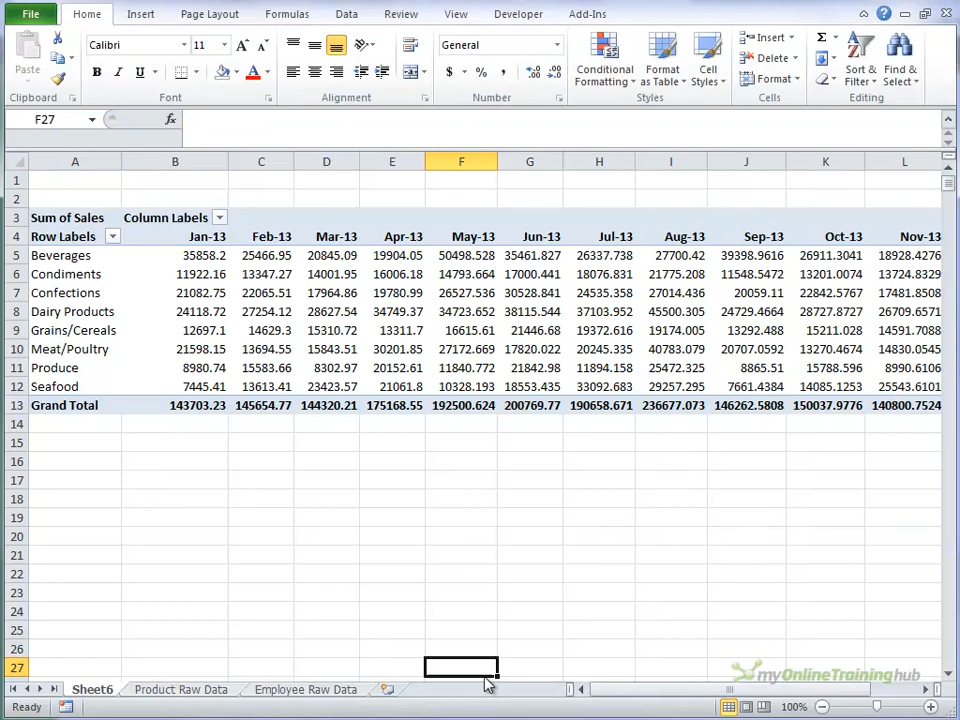 File Home Insert Page Layout Formulas Data Review View Developer Add-Ins
Paste Calibri 11 General Conditional Formatting Format as Table Cell Styles Insert Delete Format Sort & Filter Find & Select
Clipboard Font Alignment Number Styles Cells Editing
F27 fx
A B C D E F G H I J K L
1
2
3 Sum of Sales Column Labels
4 Row Labels Jan-13 Feb-13 Mar-13 Apr-13 May-13 Jun-13 Jul-13 Aug-13 Sep-13 Oct-13 Nov-13
5 Beverages 35858.2 25466.95 20845.09 19904.05 50498.528 35461.827 26337.738 27700.42 39398.9616 26911.3041 18928.4276
6 Condiments 11922.16 13347.27 14001.95 16006.18 14793.664 17000.441 18076.831 21775.208 11548.5472 13201.0074 13724.8329
7 Confections 21082.75 22065.51 17964.86 19780.99 26527.536 30528.841 24535.358 27014.436 20059.11 22842.5767 17481.8508
8 Dairy Products 24118.72 27254.12 28627.54 34749.37 34723.652 38115.544 37103.952 45500.305 24729.4664 28727.8727 26709.6571
9 Grains/Cereals 12697.1 14629.3 15310.72 13311.7 16615.61 21446.68 19372.616 19174.005 13292.488 15211.028 14591.7088
10 Meat/Poultry 21598.15 13694.55 15843.51 30201.85 27172.669 17820.022 20245.335 40783.079 20707.0592 13270.4674 14830.0545
11 Produce 8980.74 15583.66 8302.97 20152.61 11840.772 21842.98 11894.158 25472.325 8865.51 15788.596 8990.6106
12 Seafood 7445.41 13613.41 23423.57 21061.8 10328.193 18553.435 33092.683 29257.295 7661.4384 14085.1253 25543.6101
13 Grand Total 143703.23 145654.77 144320.21 175168.55 192500.624 200769.77 190658.671 236677.073 146262.5808 150037.9776 140800.7524
14
15
16
17
18
19
20
21
22
23
24
25
26
27
myOnlineTraininghub
Sheet6 Product Raw Data Employee Raw Data
Ready 100%